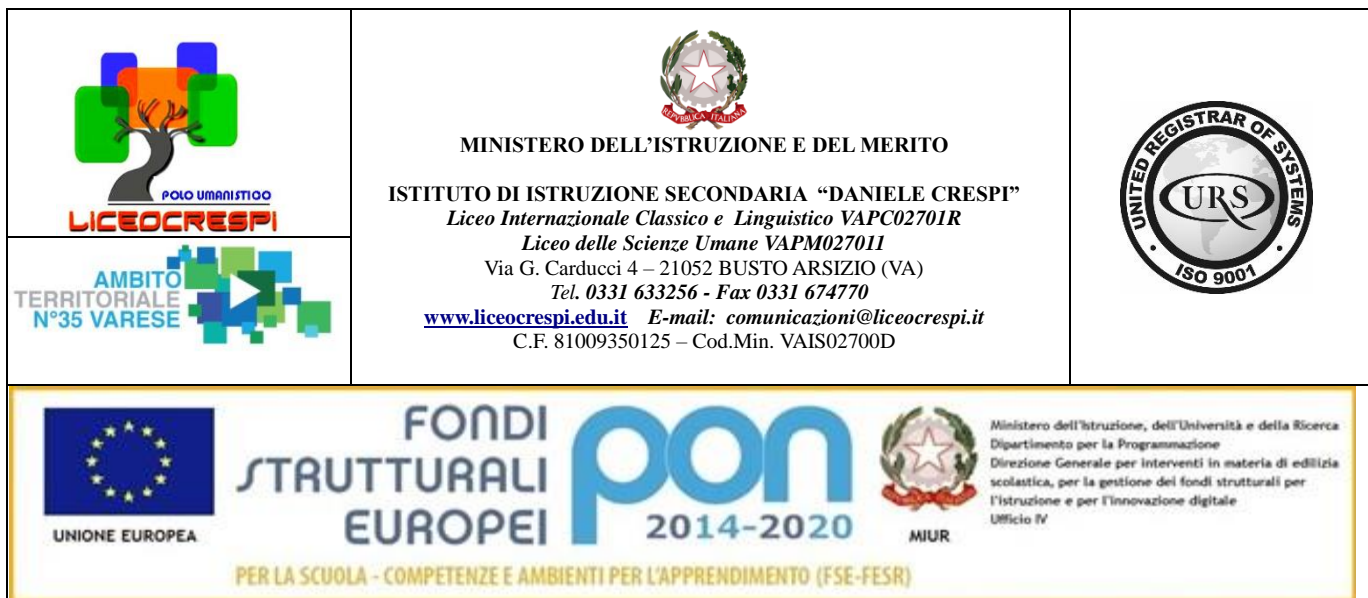 POLO UMANISTICO
LICEOCRESPI
AMBITO
TERRITORIALE
N°35 VARESE
REPVBBLICA ITALIANA
MINISTERO DELL’ISTRUZIONE E DEL MERITO
ISTITUTO DI ISTRUZIONE SECONDARIA “DANIELE CRESPI”
Liceo Internazionale Classico e Linguistico VAPC02701R
Liceo delle Scienze Umane VAPM027011
Via G. Carducci 4 – 21052 BUSTO ARSIZIO (VA)
Tel. 0331 633256 - Fax 0331 674770
www.liceocrespi.edu.it E-mail: comunicazioni@liceocrespi.it
C.F. 81009350125 – Cod.Min. VAIS02700D
UNITED REGISTRAR OF SYSTEMS
URS
ISO 9001
UNIONE EUROPEA
FONDI
STRUTTURALI
EUROPEI
pon
2014-2020
MIUR
Ministero dell'Istruzione, dell'Università e della Ricerca
Dipartimento per la Programmazione
Direzione Generale per interventi in materia di edilizia
scolastica, per la gestione dei fondi strutturali per
l'istruzione e per l'innovazione digitale
Ufficio IV
PER LA SCUOLA - COMPETENZE E AMBIENTI PER L'APPRENDIMENTO (FSE-FESR)